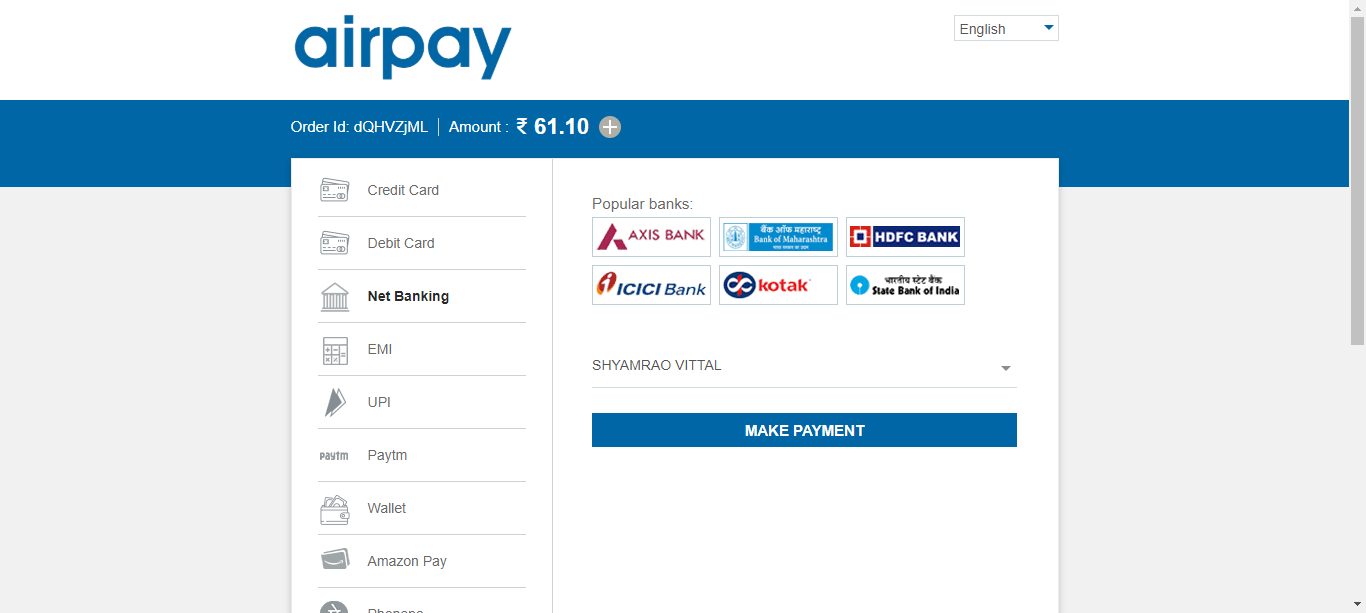 airpay
English
Order Id: dQHVZjML | Amount : ₹ 61.10
Credit Card
Debit Card
Net Banking
EMI
UPI
paytm Paytm
Wallet
Amazon Pay
Phonepe
Popular banks:
AXIS BANK
बैंक ऑफ महाराष्ट्र
Bank of Maharashtra
HDFC BANK
ICICI Bank
kotak
भारतीय स्टेट बैंक
State Bank of India
SHYAMRAO VITTAL
MAKE PAYMENT